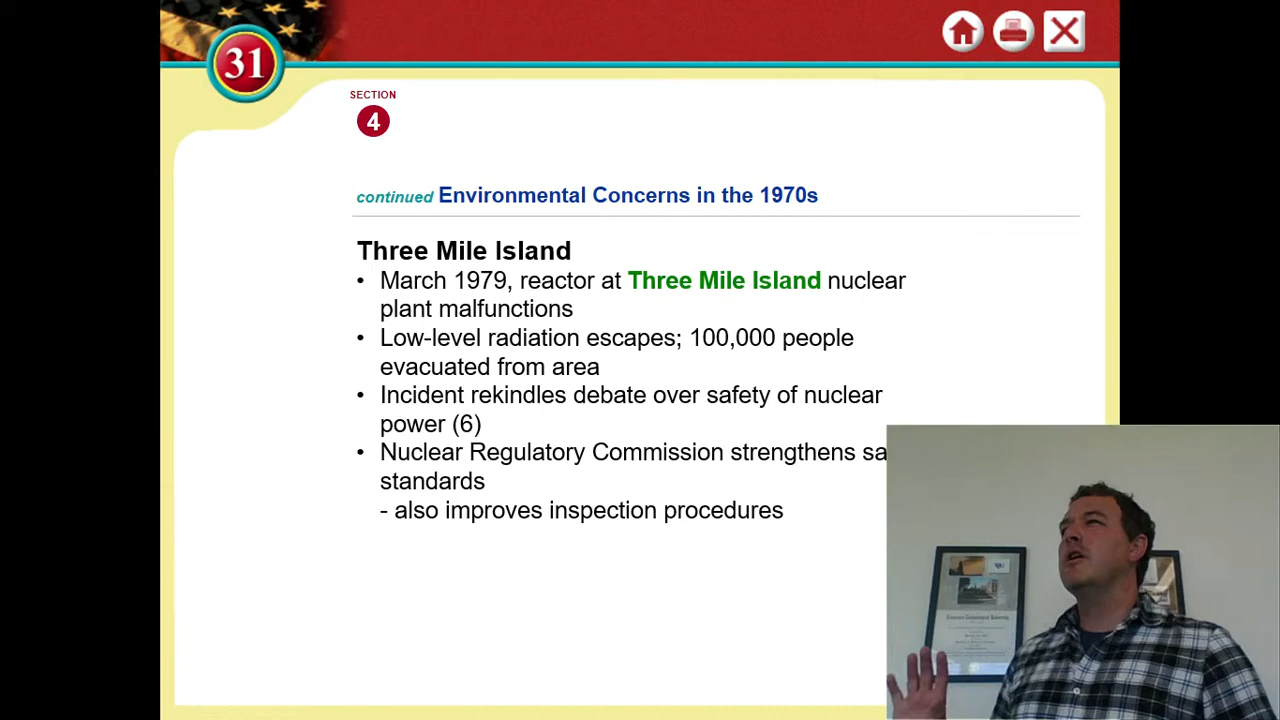 31
SECTION
4
continued Environmental Concerns in the 1970s
Three Mile Island
• March 1979, reactor at Three Mile Island nuclear
plant malfunctions
• Low-level radiation escapes; 100,000 people
evacuated from area
• Incident rekindles debate over safety of nuclear
power (6)
• Nuclear Regulatory Commission strengthens sa
standards
- also improves inspection procedures